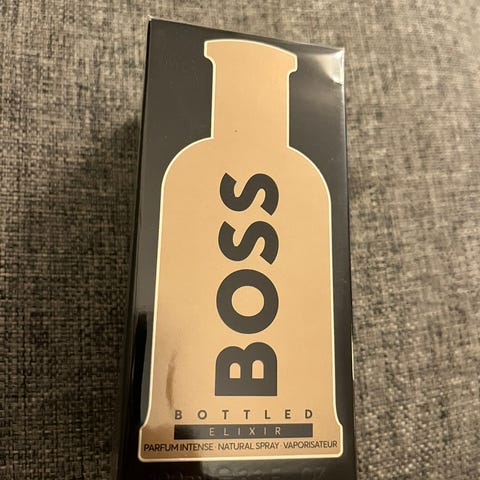 BOSS
BOTTLED
ELIXIR
PARFUM INTENSE · NATURAL SPRAY · VAPORISATEUR